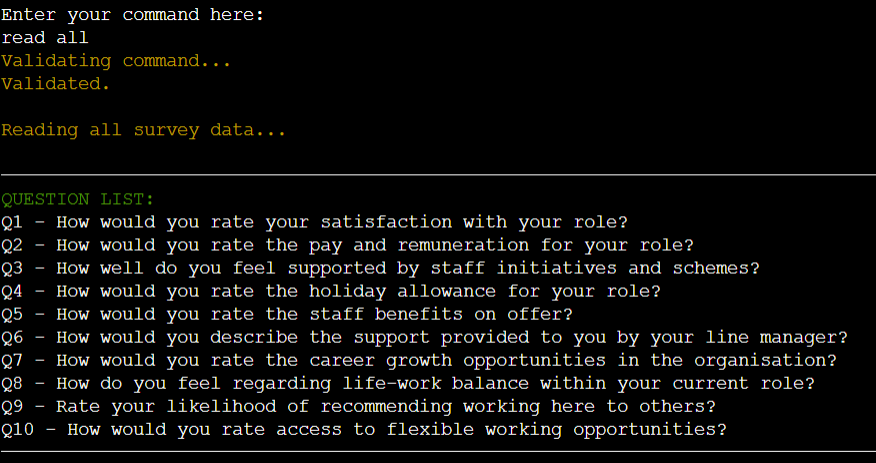 Enter your command here:
read all
Validating command...
Validated.
Reading all survey data...
QUESTION LIST:
Q1 - How would you rate your satisfaction with your role?
Q2 - How would you rate the pay and remuneration for your role?
Q3 - How well do you feel supported by staff initiatives and schemes?
Q4 - How would you rate the holiday allowance for your role?
Q5 - How would you rate the staff benefits on offer?
Q6 - How would you describe the support provided to you by your line manager?
Q7 - How would you rate the career growth opportunities in the organisation?
Q8 - How do you feel regarding life-work balance within your current role?
Q9 - Rate your likelihood of recommending working here to others?
Q10 - How would you rate access to flexible working opportunities?